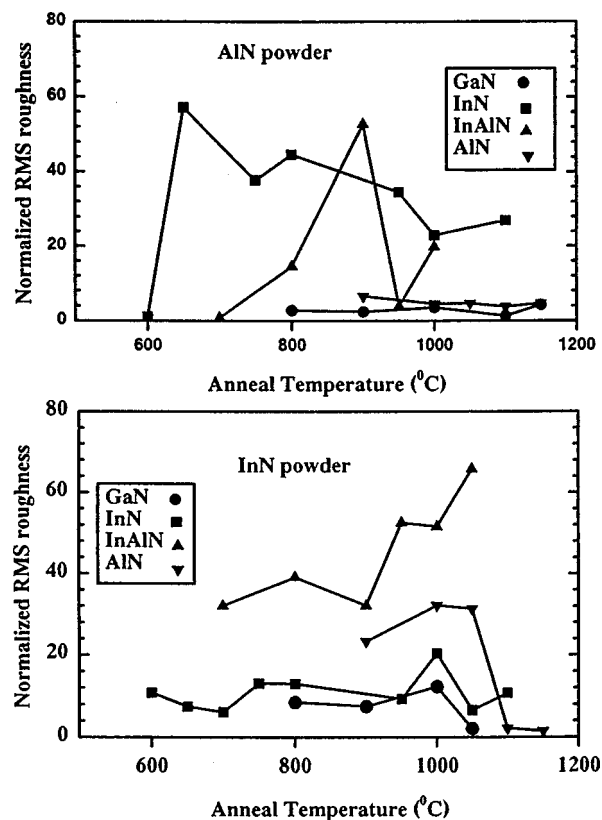 80
AlN powder
GaN
InN
InAlN
AlN
60
40
20
0
Normalized RMS roughness
600 800 1000 1200
Anneal Temperature (⁰C)
80
InN powder
GaN
InN
InAlN
AlN
60
40
20
0
Normalized RMS roughness
600 800 1000 1200
Anneal Temperature (⁰C)